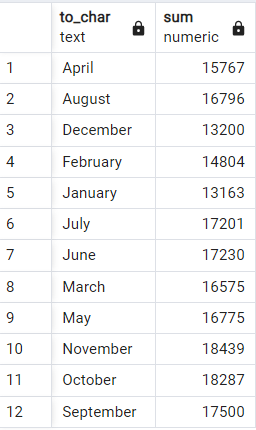 to_char sum
text numeric
1 April 15767
2 August 16796
3 December 13200
4 February 14804
5 January 13163
6 July 17201
7 June 17230
8 March 16575
9 May 16775
10 November 18439
11 October 18287
12 September 17500